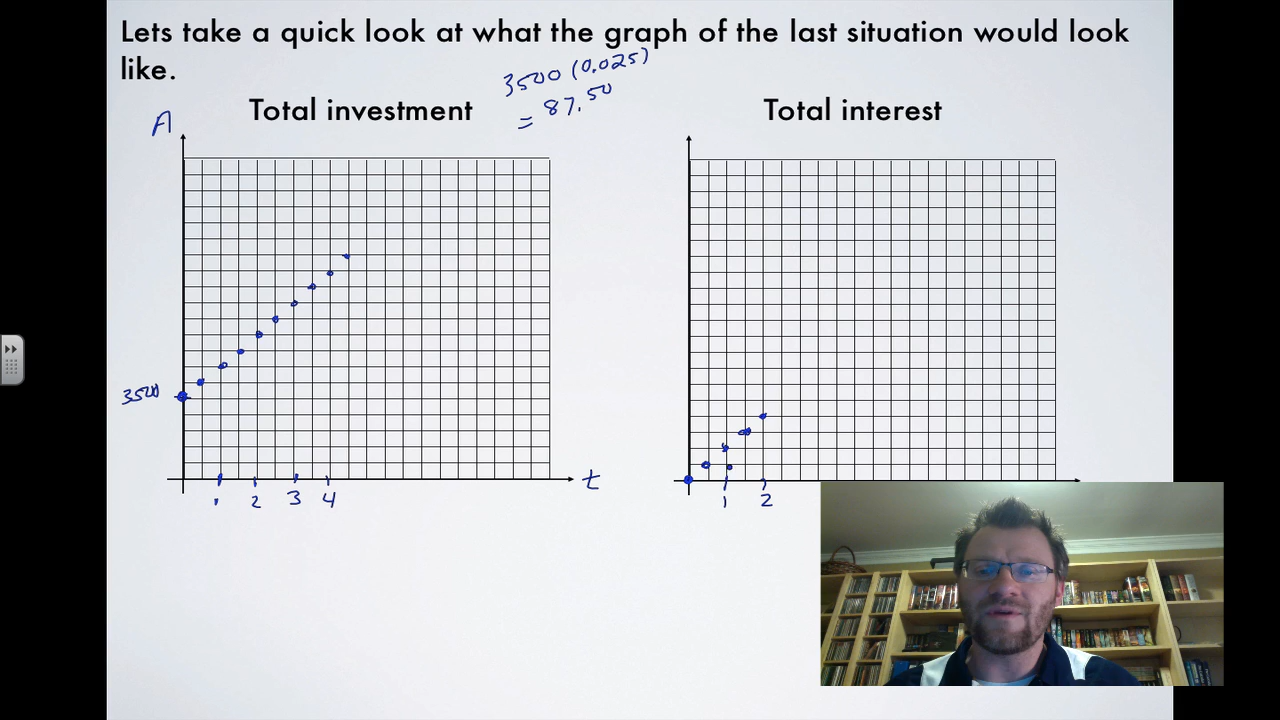 Lets take a quick look at what the graph of the last situation would look
like.
3500 (0.025)
= 87.50
Total investment
Total interest
A
3500
t
2 3 4
1 2